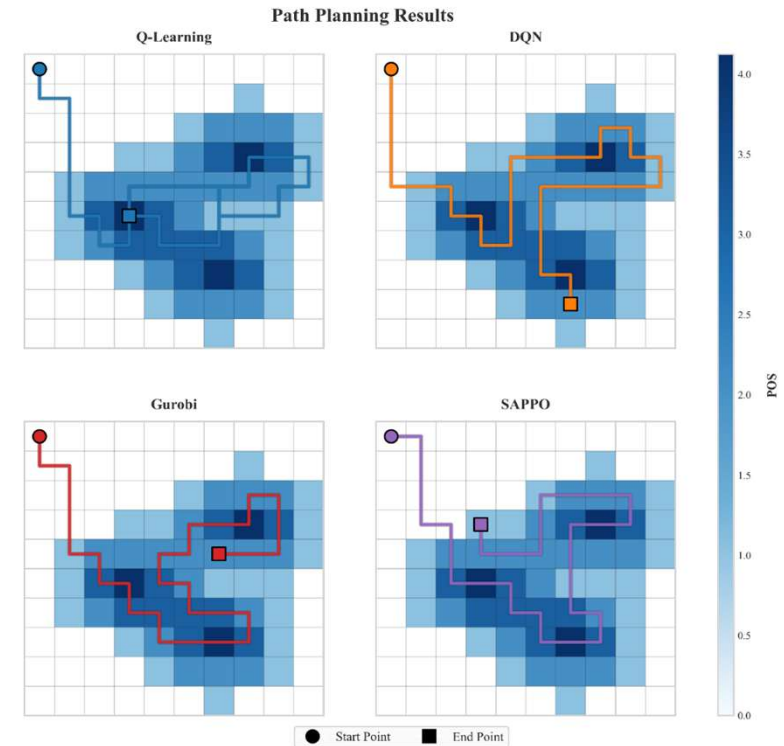 Path Planning Results
Q-Learning
DQN
4.0
3.5
3.0
2.5
2.0
1.5
1.0
0.5
0.0
POS
Gurobi
SAPPO
Start Point
End Point